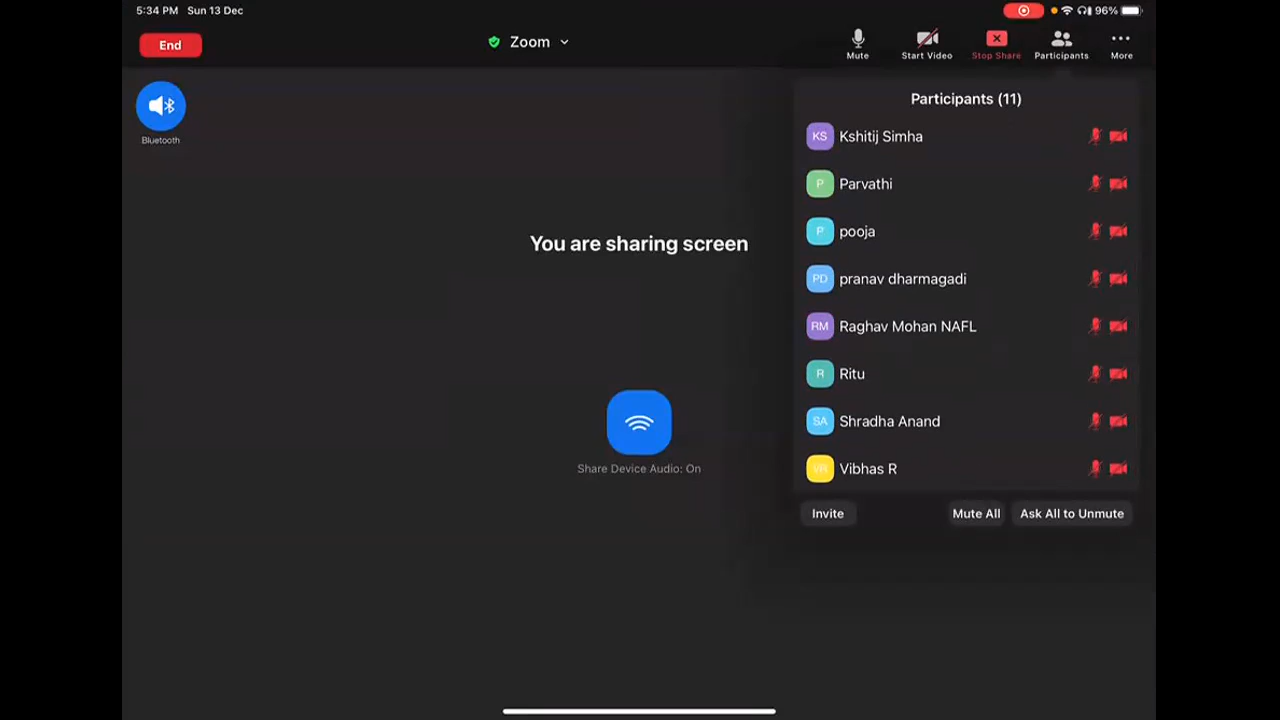 5:34 PM Sun 13 Dec
96%
End
Zoom
Mute
Start Video
Stop Share
Participants
More
Bluetooth
You are sharing screen
Share Device Audio: On
Participants (11)
KS Kshitij Simha
P Parvathi
P pooja
PD pranav dharmagadi
RM Raghav Mohan NAFL
R Ritu
SA Shradha Anand
VR Vibhas R
Invite
Mute All
Ask All to Unmute